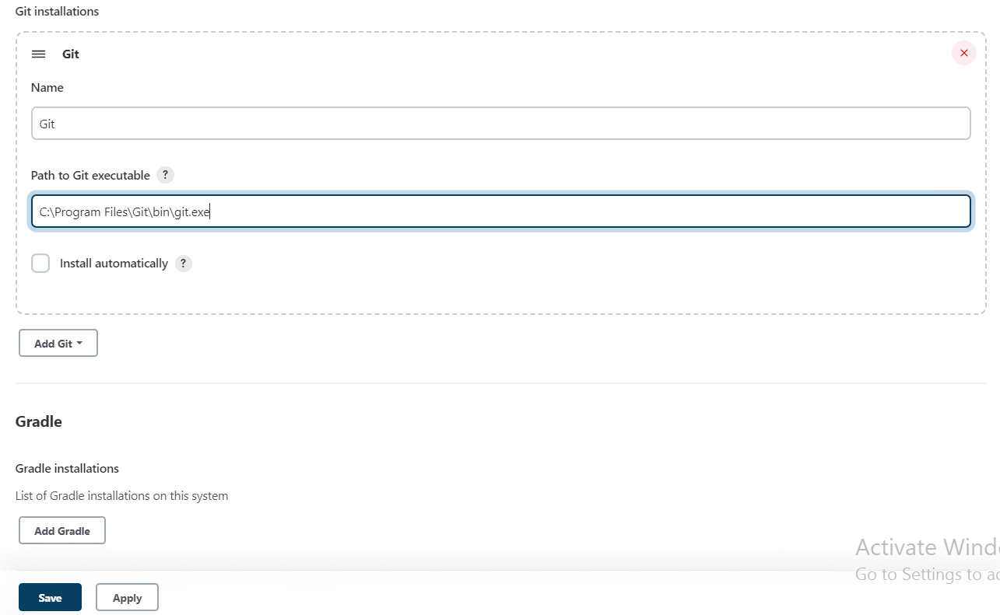 Git installations
Git
Name
Git
Path to Git executable ?
C:\Program Files\Git\bin\git.exe
Install automatically ?
Add Git
Gradle
Gradle installations
List of Gradle installations on this system
Add Gradle
Activate Wind
Go to Settings to ac
Save Apply